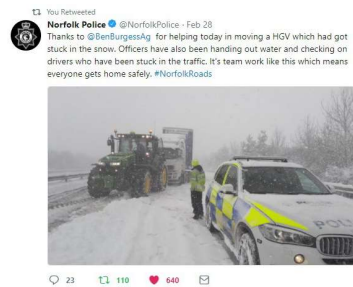 You Retweeted
Norfolk Police @NorfolkPolice · Feb 28
Thanks to @BenBurgessAg for helping today in moving a HGV which had got
stuck in the snow. Officers have also been handing out water and checking on
drivers who have been stuck in the traffic. It's team work like this which means
everyone gets home safely. #NorfolkRoads
POL
23 110 640